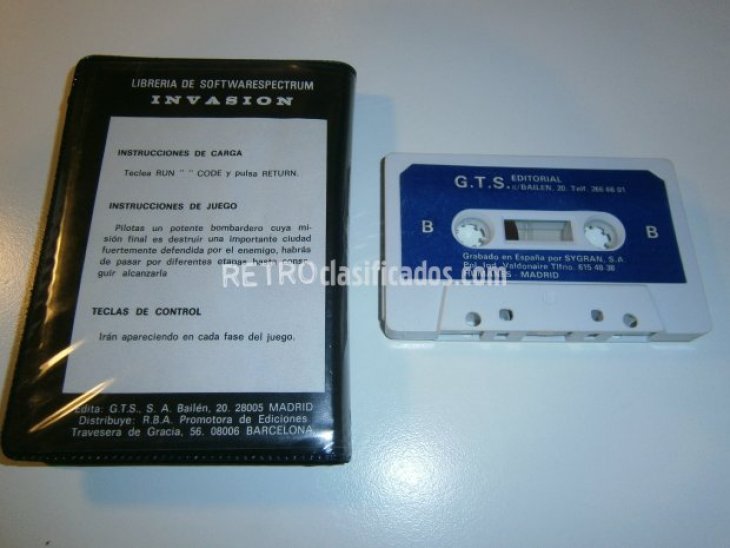 LIBRERIA DE SOFTWARESPECTRUM
INVASION
INSTRUCCIONES DE CARGA
Teclea RUN " " CODE y pulsa RETURN.
INSTRUCCIONES DE JUEGO
Pilotas un potente bombardero cuya mi-
sión final es destruir una importante ciudad
fuertemente defendida por el enemigo, habrás
de pasar por diferentes etapas hasta conse-
guir alcanzarla
TECLAS DE CONTROL
Irán apareciendo en cada fase del juego.
Edita: G.T.S., S. A. Bailén, 20. 28005 MADRID
Distribuye: R.B.A. Promotora de Ediciones
Travesera de Gracia, 56. 08006 BARCELONA
G.T.S. EDITORIAL
c/BAILEN, 20. Telf. 266 66 01
B B
Grabado en España por SYGRAN, S.A.
Pol. Ind. Valdonaire Tlfno. 615 48 38
- MADRID
RETROclasificados.com